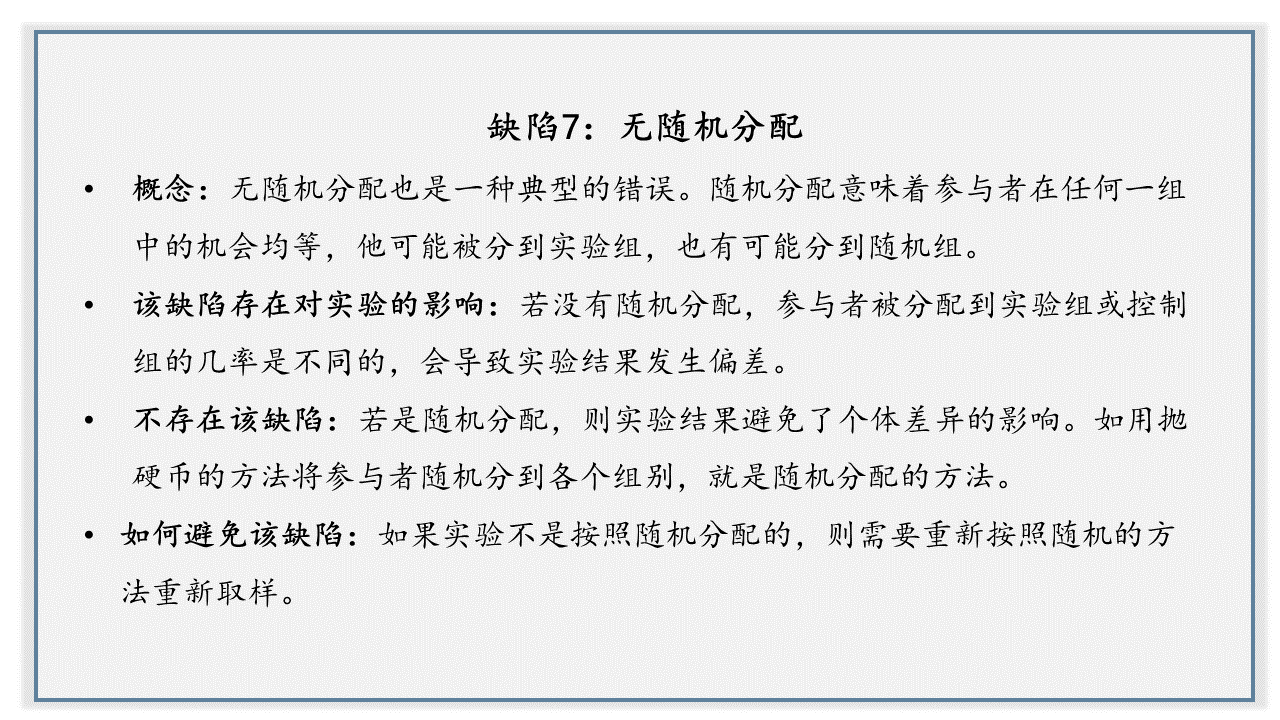 缺陷7：无随机分配
• 概念：无随机分配也是一种典型的错误。随机分配意味着参与者在任何一组
中的机会均等，他可能被分到实验组，也有可能分到随机组。
• 该缺陷存在对实验的影响：若没有随机分配，参与者被分配到实验组或控制
组的几率是不同的，会导致实验结果发生偏差。
• 不存在该缺陷：若是随机分配，则实验结果避免了个体差异的影响。如用抛
硬币的方法将参与者随机分到各个组别，就是随机分配的方法。
• 如何避免该缺陷：如果实验不是按照随机分配的，则需要重新按照随机的方
法重新取样。